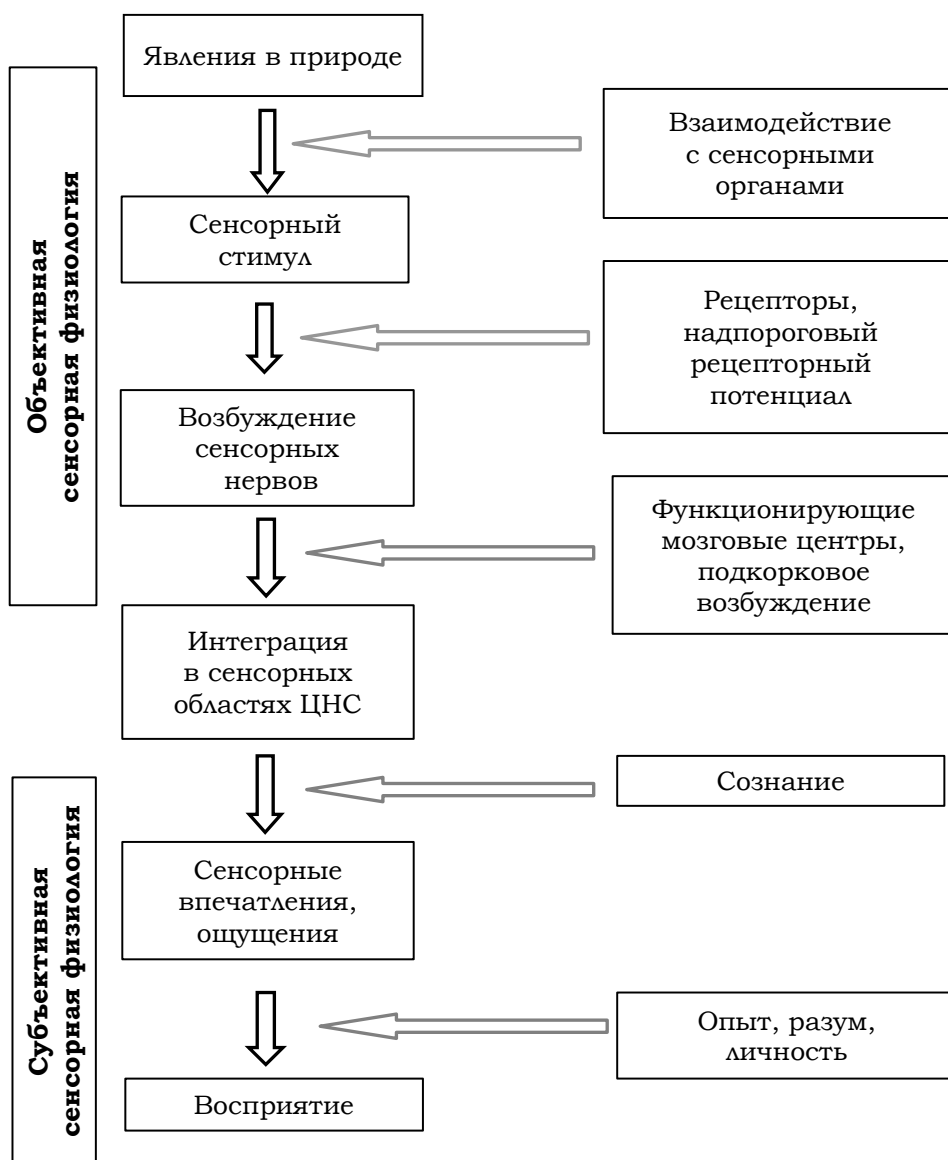 Явления в природе
Объективная
сенсорная физиология
Взаимодействие
с сенсорными
органами
Сенсорный
стимул
Рецепторы,
надпороговый
рецепторный
потенциал
Возбуждение
сенсорных
нервов
Функционирующие
мозговые центры,
подкорковое
возбуждение
Интеграция
в сенсорных
областях ЦНС
Субъективная
сенсорная физиология
Сознание
Сенсорные
впечатления,
ощущения
Опыт, разум,
личность
Восприятие